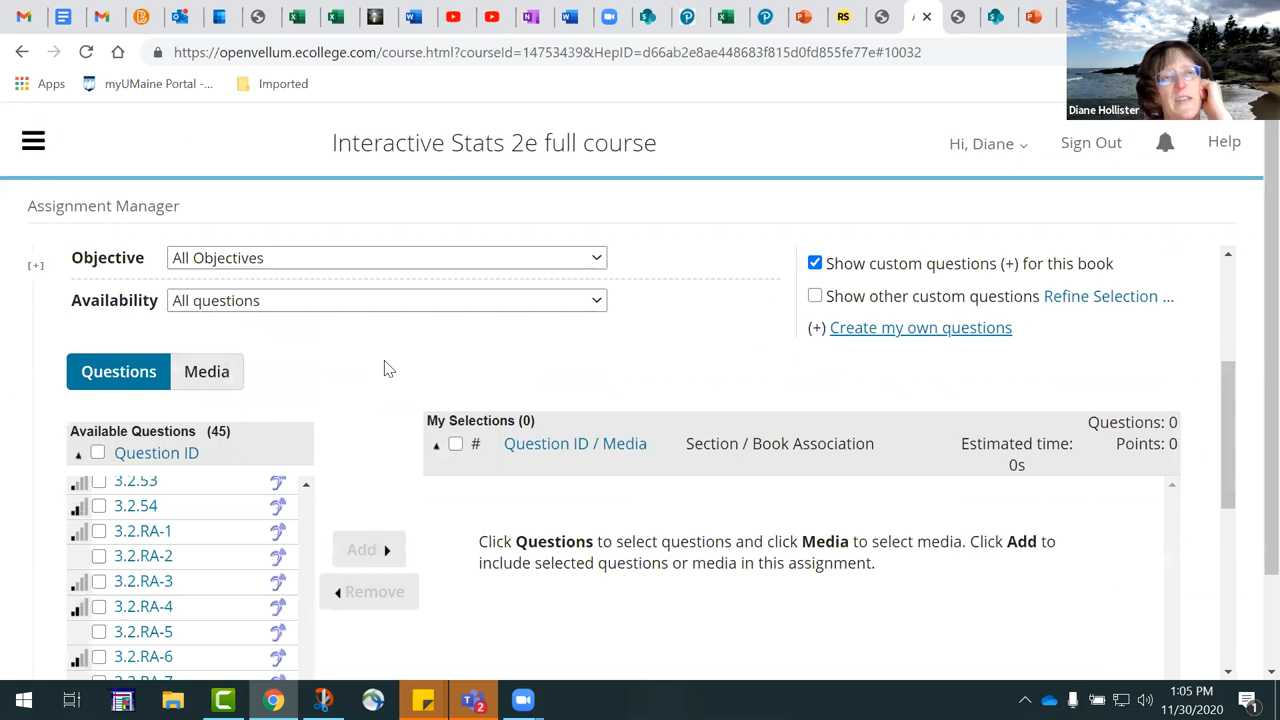 https://openvellum.ecollege.com/course.html?courseId=14753439&HepID=d66ab2e8ae448683f815d0fd855fe77e#10032
Apps
myUMaine Portal -...
Imported
Diane Hollister
Interactive Stats 2e full course
Hi, Diane
Sign Out
Help
Assignment Manager
[+]
Objective
All Objectives
Availability
All questions
Show custom questions (+) for this book
Show other custom questions Refine Selection ...
(+) Create my own questions
Questions
Media
Available Questions (45)
Question ID
3.2.53
3.2.54
3.2.RA-1
3.2.RA-2
3.2.RA-3
3.2.RA-4
3.2.RA-5
3.2.RA-6
3.2.RA-7
Add
Remove
My Selections (0)
# Question ID / Media
Section / Book Association
Estimated time:
0s
Questions: 0
Points: 0
Click Questions to select questions and click Media to select media. Click Add to
include selected questions or media in this assignment.
1:05 PM
11/30/2020